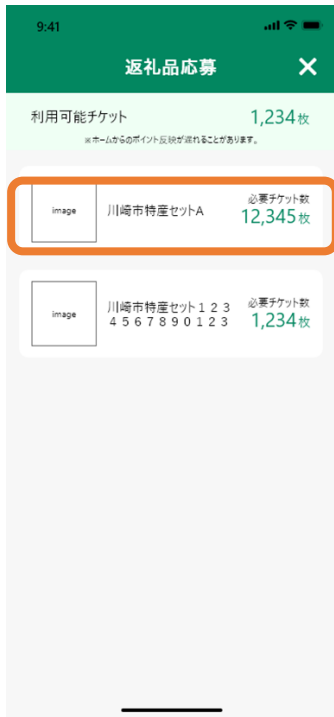 9:41
返礼品応募
利用可能チケット 1,234枚
※ホームからのポイント反映が遅れることがあります。
image
川崎市特産セットA
必要チケット数
12,345枚
image
川崎市特産セット１２３
４５６７８９０１２３
必要チケット数
1,234枚